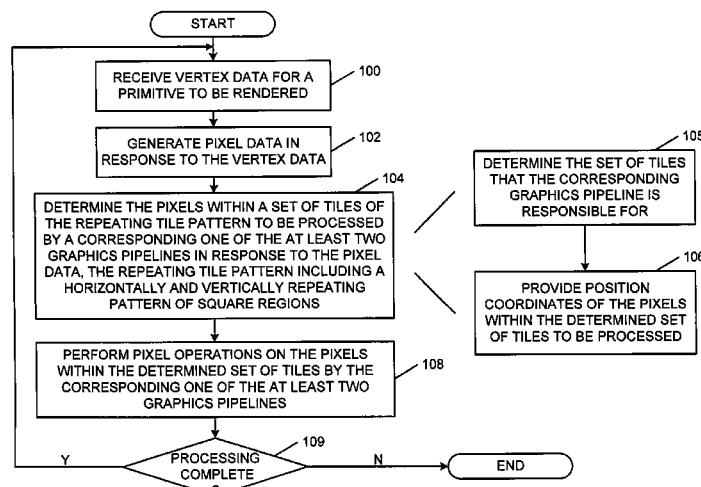 START
100
RECEIVE VERTEX DATA FOR A
PRIMITIVE TO BE RENDERED
102
GENERATE PIXEL DATA IN
RESPONSE TO THE VERTEX DATA
104
DETERMINE THE PIXELS WITHIN A SET OF TILES
OF THE REPEATING TILE PATTERN TO BE PROCESSED
BY A CORRESPONDING ONE OF THE AT LEAST TWO
GRAPHICS PIPELINES IN RESPONSE TO THE PIXEL
DATA, THE REPEATING TILE PATTERN INCLUDING A
HORIZONTALLY AND VERTICALLY REPEATING
PATTERN OF SQUARE REGIONS
105
DETERMINE THE SET OF TILES
THAT THE CORRESPONDING
GRAPHICS PIPELINE IS
RESPONSIBLE FOR
106
PROVIDE POSITION
COORDINATES OF THE PIXELS
WITHIN THE DETERMINED SET
OF TILES TO BE PROCESSED
PERFORM PIXEL OPERATIONS ON THE PIXELS
WITHIN THE DETERMINED SET OF TILES BY THE
CORRESPONDING ONE OF THE AT LEAST TWO
GRAPHICS PIPELINES
108
109
Y
PROCESSING
COMPLETE
N
END